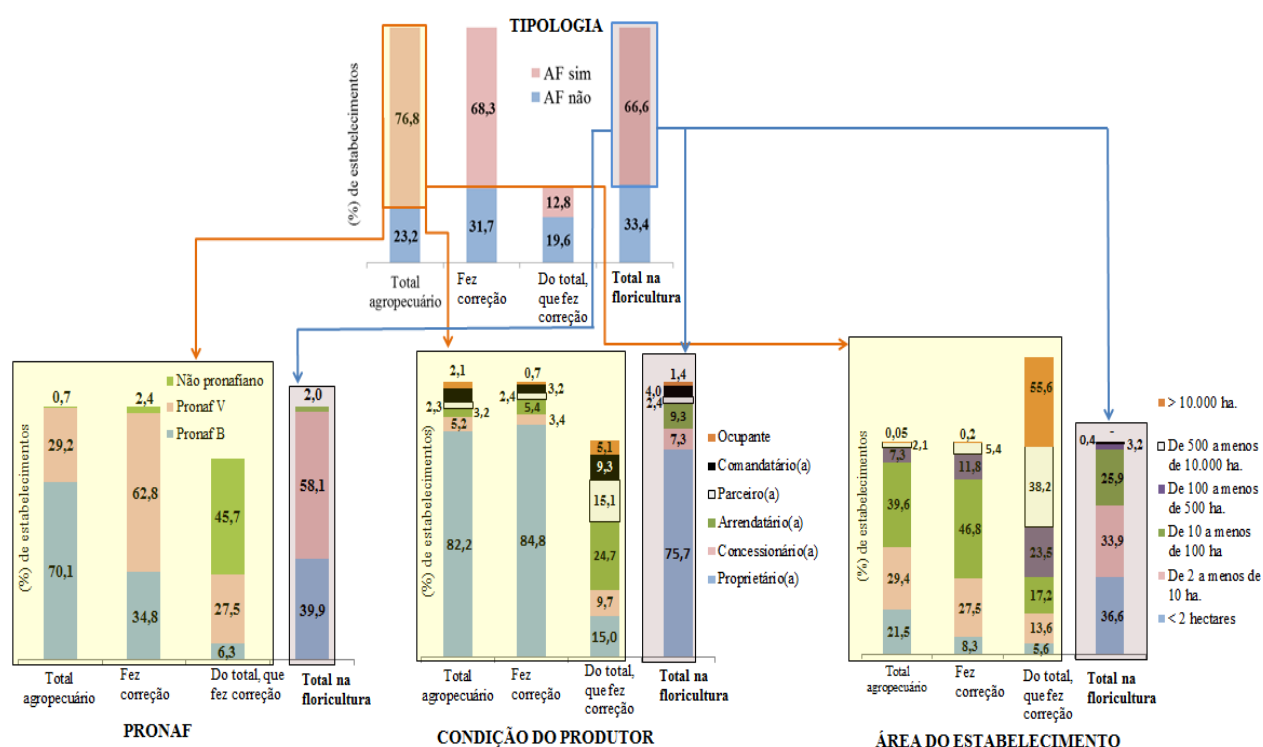 TIPOLOGIA
(%) de estabelecimentos
AF sim
AF não
76,8
23,2
68,3
31,7
12,8
19,6
66,6
33,4
Total
agropecuário
Fez
correção
Do total,
que fez
correção
Total na
floricultura
(%) de estabelecimentos
Não pronafiano
Pronaf V
Pronaf B
0,7
29,2
70,1
2,4
62,8
34,8
45,7
27,5
6,3
2,0
58,1
39,9
Total
agropecuário
Fez
correção
Do total, que
fez correção
Total na
floricultura
PRONAF
(%) de estabelecimentos)
2,1
2,3
3,2
5,2
82,2
0,7
3,2
2,4
5,4
3,4
84,8
5,1
9,3
15,1
24,7
9,7
15,0
1,4
4,0
2,4
9,3
7,3
75,7
Ocupante
Comandatário(a)
Parceiro(a)
Arrendatário(a)
Concessionário(a)
Proprietário(a)
Total
agropecuário
Fez
correção
Do total,
que fez
correção
Total na
floricultura
CONDIÇÃO DO PRODUTOR
(%) de estabelecimentos
0,05
2,1
7,3
39,6
29,4
21,5
0,2
5,4
11,8
46,8
27,5
8,3
55,6
38,2
23,5
17,2
13,6
5,6
-
0,4
3,2
25,9
33,9
36,6
> 10.000 ha.
De 500 a menos
de 10.000 ha.
De 100 a menos
de 500 ha.
De 10 a menos
de 100 ha
De 2 a menos de
10 ha.
< 2 hectares
Total
agropecuário
Fez
correção
Do total,
que fez
correção
Total na
floricultura
ÁREA DO ESTABELECIMENTO